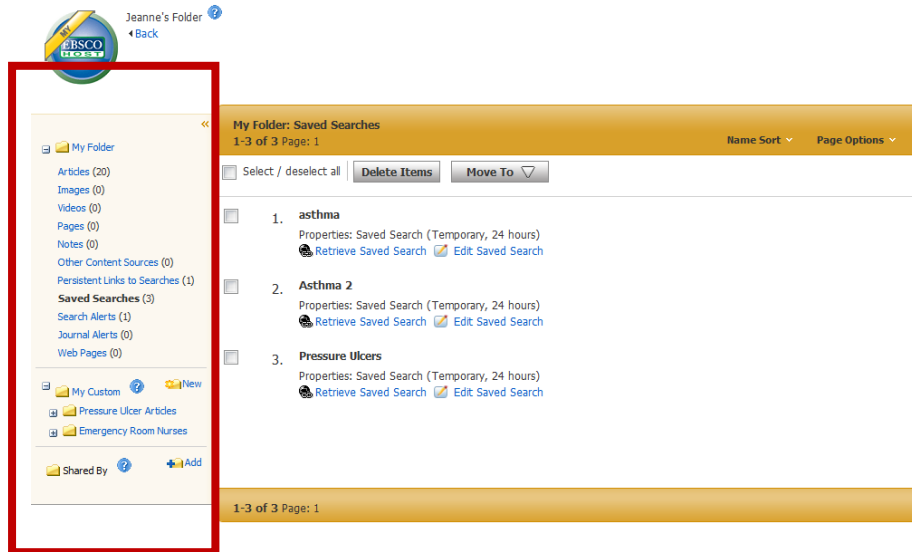 Jeanne's Folder
Back
MY
EBSCO
HOST
«
My Folder
Articles (20)
Images (0)
Videos (0)
Pages (0)
Notes (0)
Other Content Sources (0)
Persistent Links to Searches (1)
Saved Searches (3)
Search Alerts (1)
Journal Alerts (0)
Web Pages (0)
My Custom New
Pressure Ulcer Articles
Emergency Room Nurses
Shared By Add
My Folder: Saved Searches
1-3 of 3 Page: 1 Name Sort Page Options
Select / deselect all Delete Items Move To
1. asthma
Properties: Saved Search (Temporary, 24 hours)
Retrieve Saved Search Edit Saved Search
2. Asthma 2
Properties: Saved Search (Temporary, 24 hours)
Retrieve Saved Search Edit Saved Search
3. Pressure Ulcers
Properties: Saved Search (Temporary, 24 hours)
Retrieve Saved Search Edit Saved Search
1-3 of 3 Page: 1